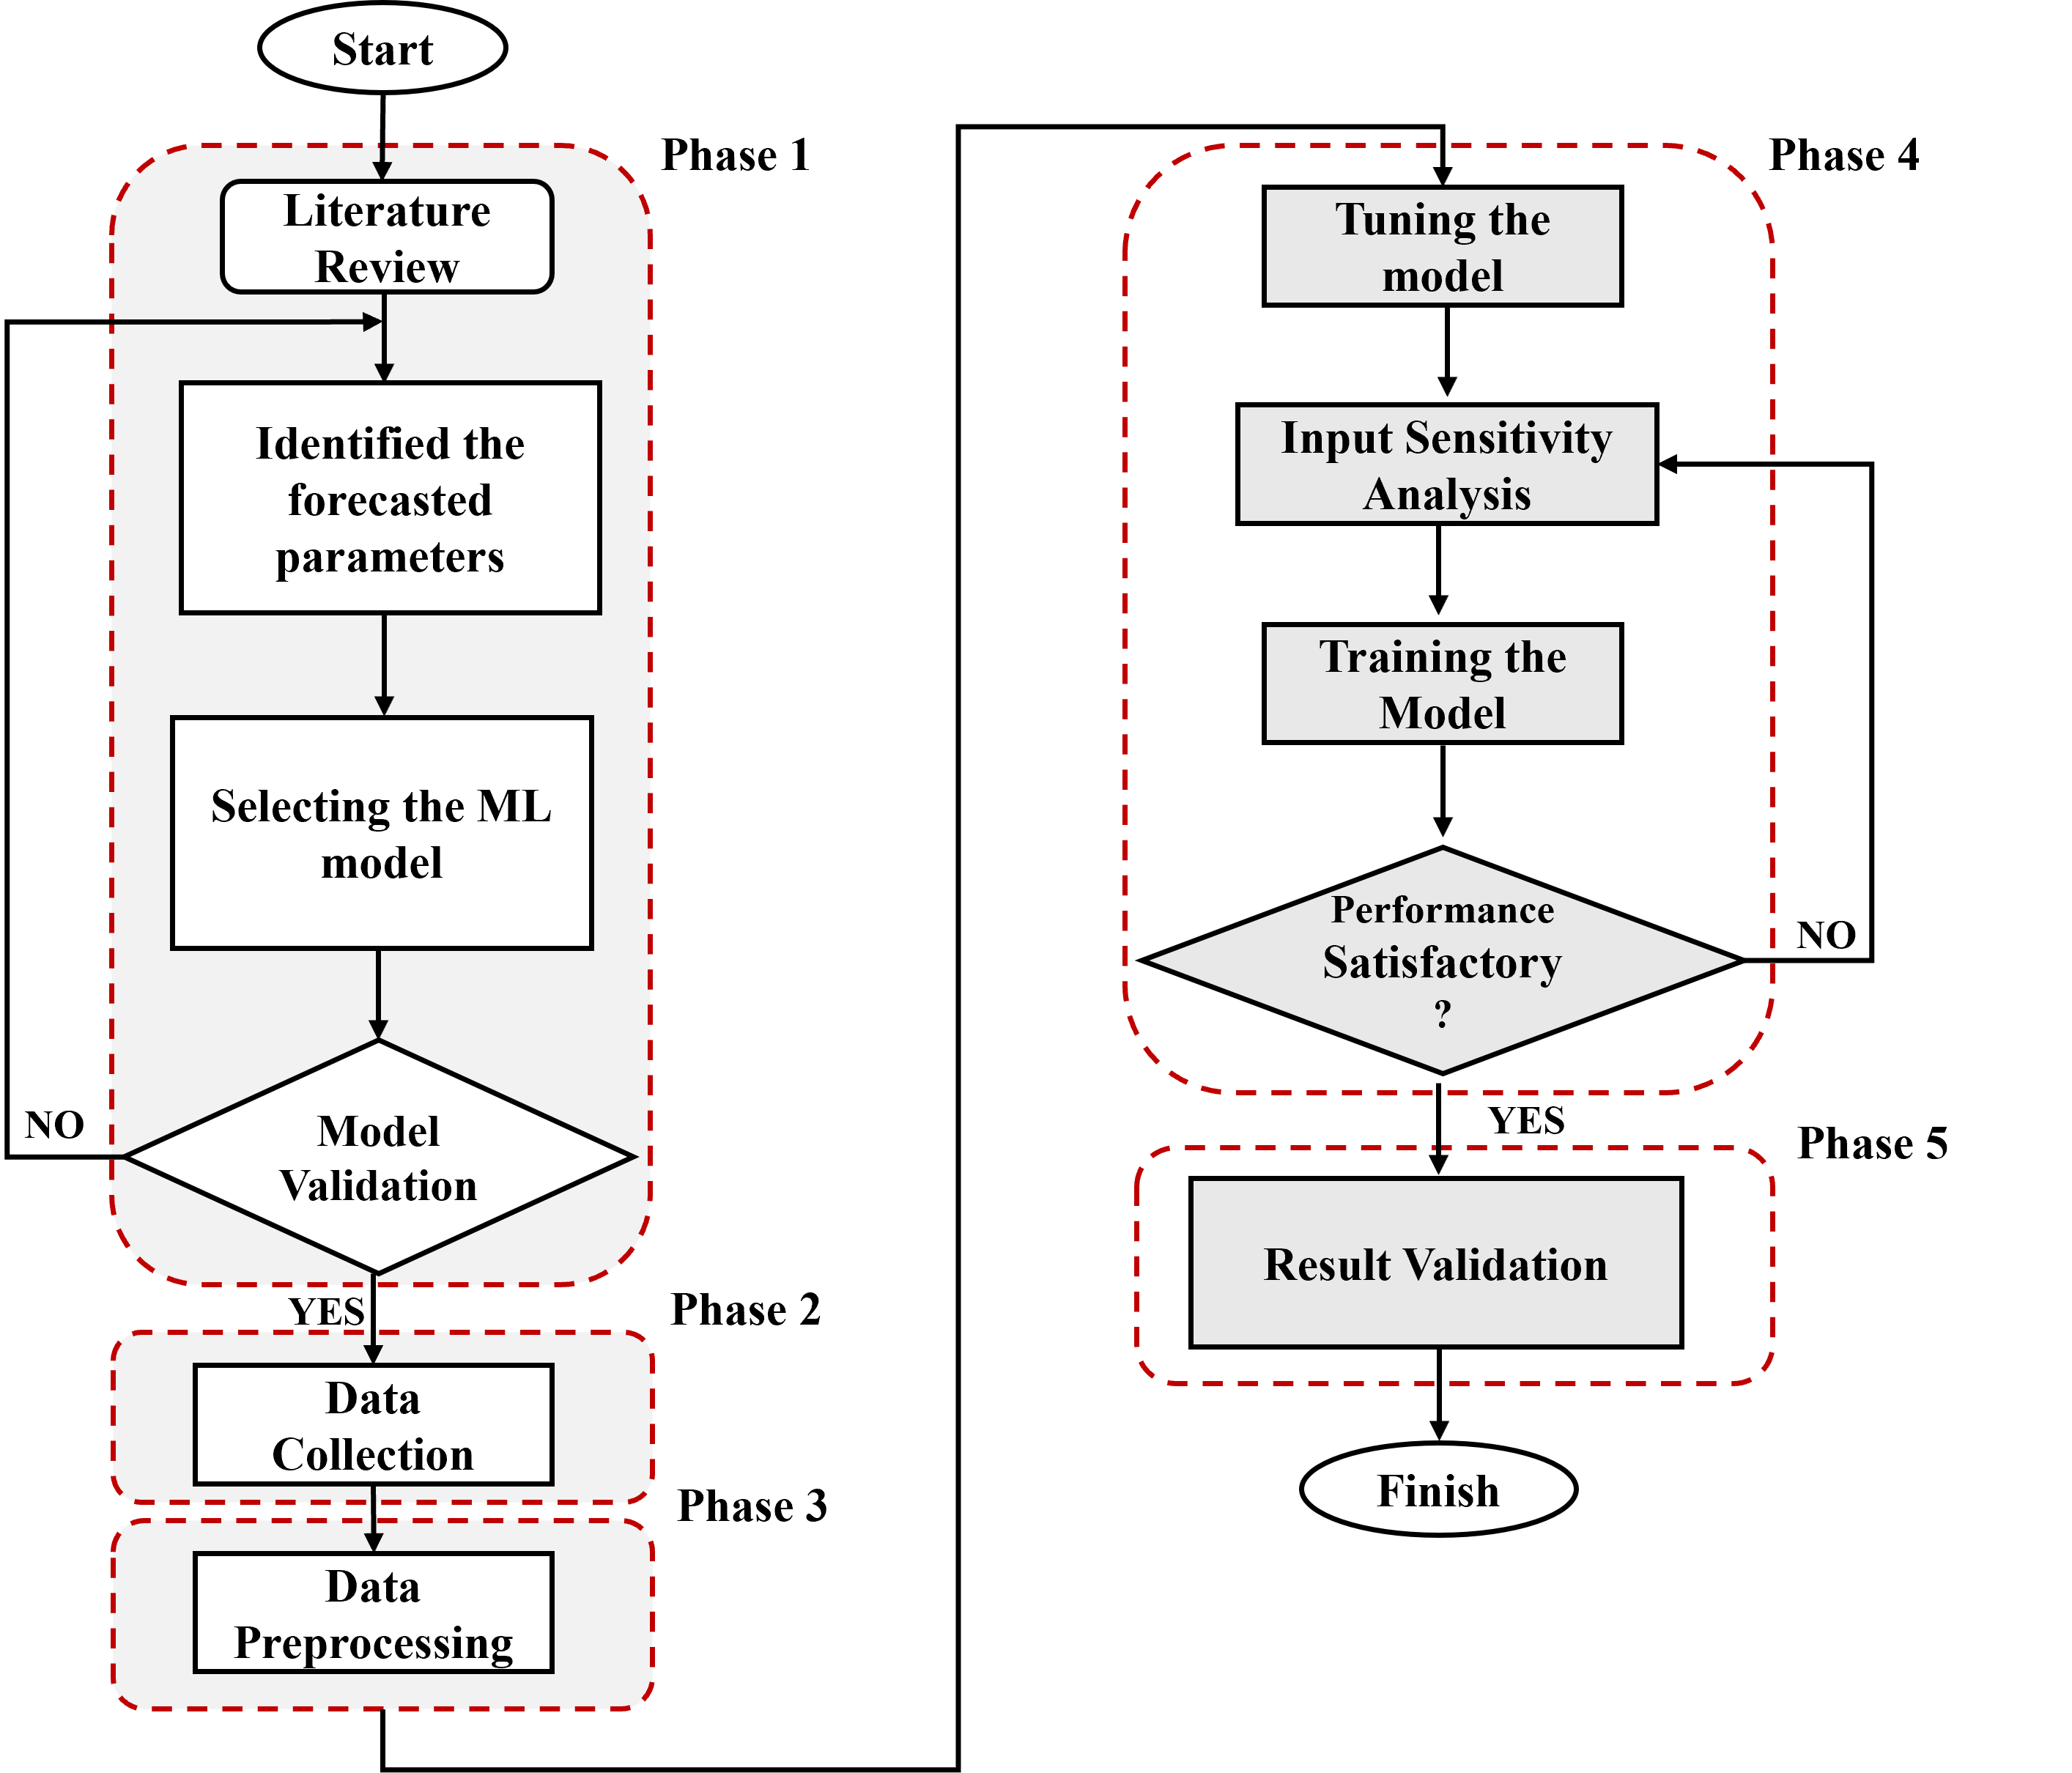 Start
Phase 1
Literature
Review
Identified the
forecasted
parameters
Selecting the ML
model
Model
Validation
NO
YES
Phase 2
Data
Collection
Phase 3
Data
Preprocessing
Phase 4
Tuning the
model
Input Sensitivity
Analysis
Training the
Model
Performance
Satisfactory
?
NO
YES
Phase 5
Result Validation
Finish